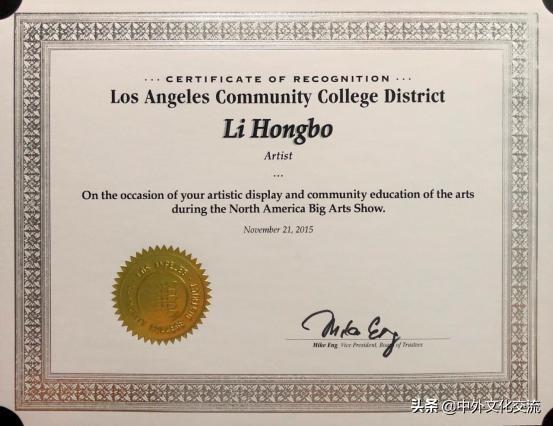 ··· CERTIFICATE OF RECOGNITION ···
Los Angeles Community College District
Li Hongbo
Artist
...
On the occasion of your artistic display and community education of the arts
during the North America Big Arts Show.
November 21, 2015
LOS ANGELES
Mike Eng
Mike Eng Vice President, Board of Trustees
头条 @中外文化交流